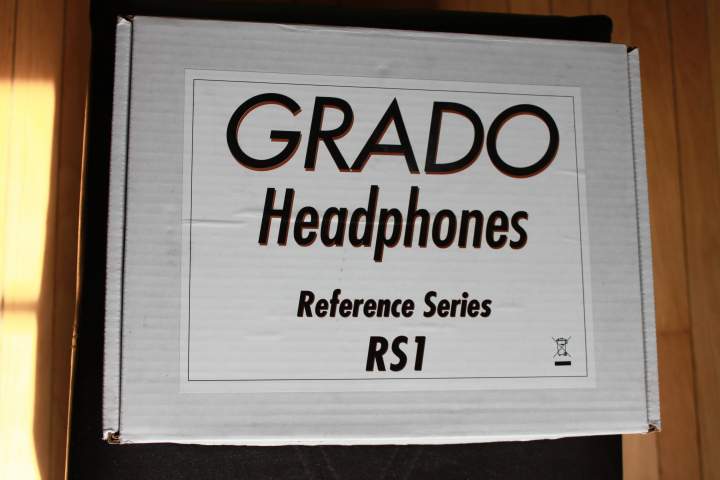 GRADO
Headphones
Reference Series
RS1